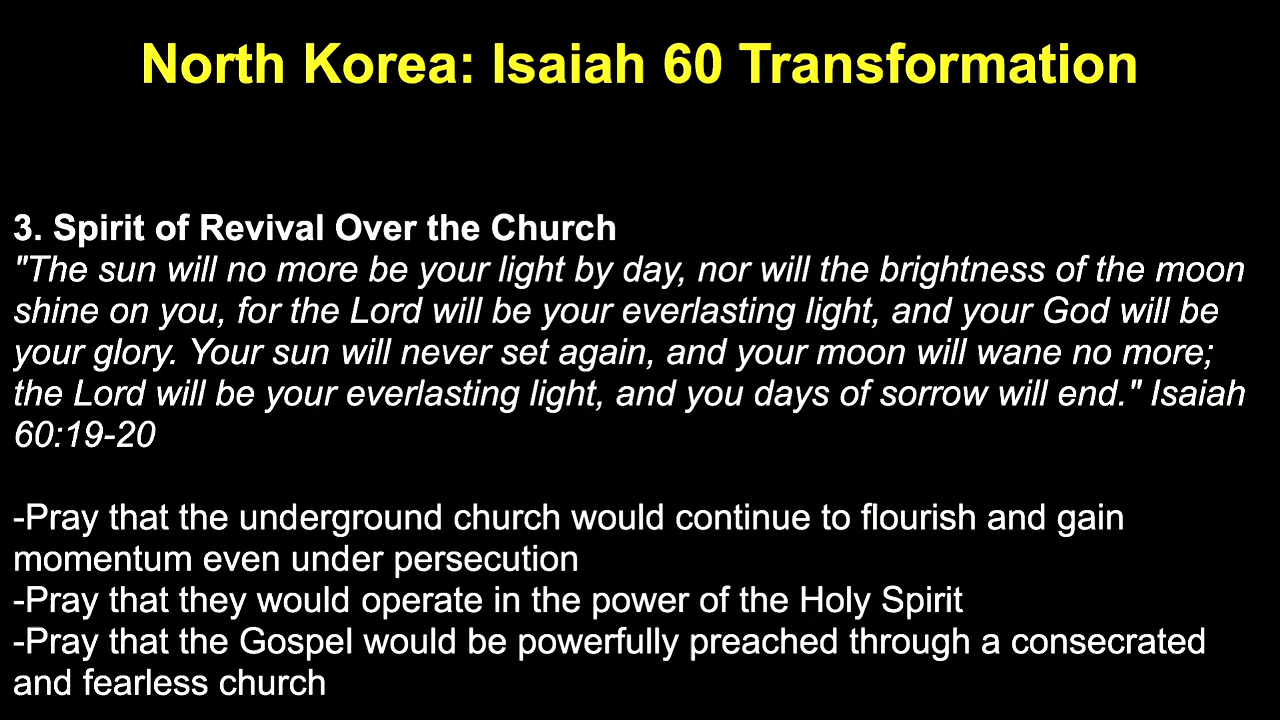 North Korea: Isaiah 60 Transformation
3. Spirit of Revival Over the Church
"The sun will no more be your light by day, nor will the brightness of the moon
shine on you, for the Lord will be your everlasting light, and your God will be
your glory. Your sun will never set again, and your moon will wane no more;
the Lord will be your everlasting light, and you days of sorrow will end." Isaiah
60:19-20
-Pray that the underground church would continue to flourish and gain
momentum even under persecution
-Pray that they would operate in the power of the Holy Spirit
-Pray that the Gospel would be powerfully preached through a consecrated
and fearless church